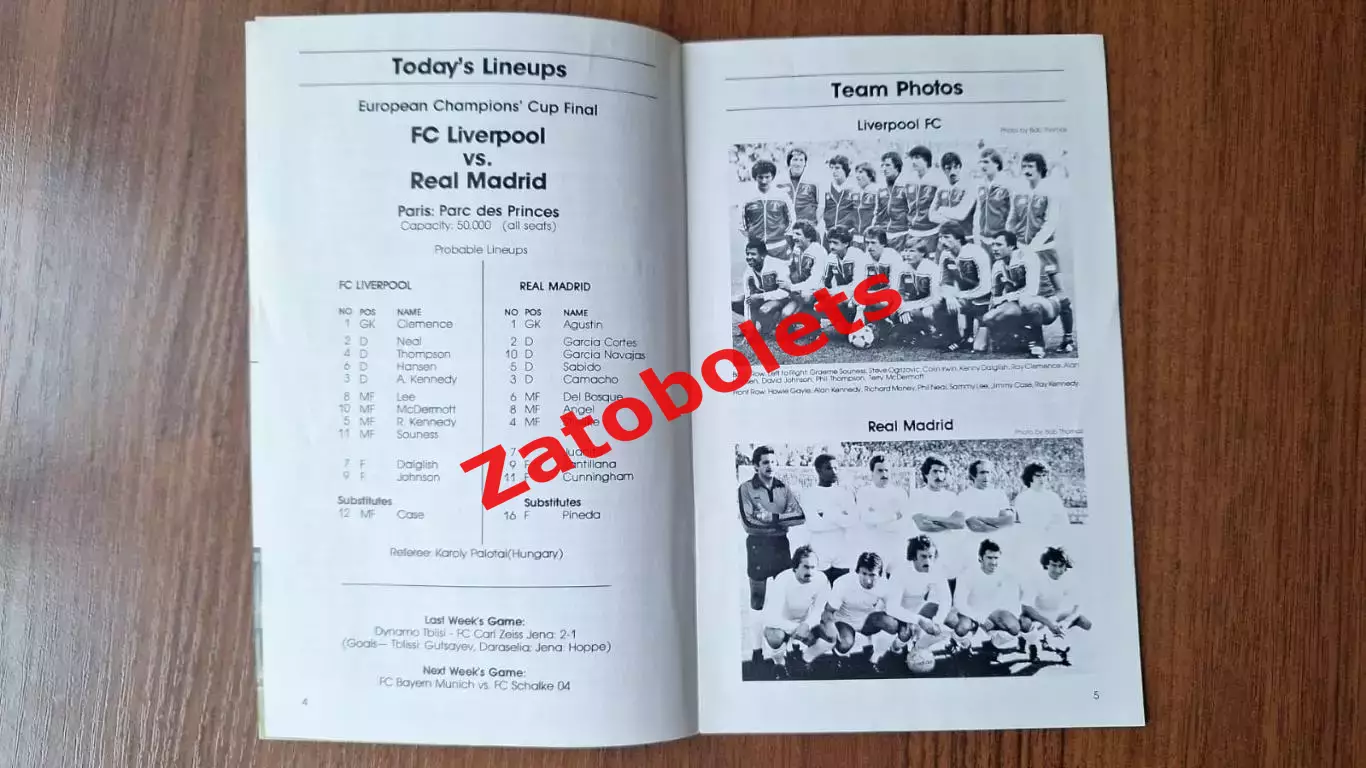 Today's Lineups
European Champions' Cup Final
FC Liverpool
vs.
Real Madrid
Paris: Parc des Princes
Capacity: 50.000 (all seats)
Probable Lineups
FC LIVERPOOL
NO POS NAME
1 GK Clemence
2 D Neal
4 D Thompson
6 D Hansen
3 D A. Kennedy
8 MF Lee
10 MF McDermott
5 MF R. Kennedy
11 MF Souness
7 F Dalglish
9 F Johnson
Substitutes
12 MF Case
REAL MADRID
NO POS NAME
1 GK Agustin
2 D Garcia Cortes
10 D Garcia Navajas
5 D Sabido
3 D Camacho
6 MF Del Bosque
8 MF Angel
4 MF
7
9 F
11 F Cunningham
Substitutes
16 F Pineda
Referee: Karoly Palotai(Hungary)
Last Week's Game:
Dynamo Tblisi - FC Carl Zeiss Jena: 2-1
(Goals— Tblissi: Gutsayev, Daraselia; Jena: Hoppe)
Next Week's Game:
FC Bayern Munich vs. FC Schalke 04
4
Team Photos
Liverpool FC
Photo by Bob Thomas
Back Row, Left to Right: Graeme Souness, Steve Ogrizovic, Colin Irwin, Kenny Dalglish, Ray Clemence, Alan
David Johnson, Phil Thompson, Terry McDermott
Front Row: Howie Gayle, Alan Kennedy, Richard Money, Phil Neal, Sammy Lee, Jimmy Case, Ray Kennedy
Real Madrid
Photo by Bob Thomas
5
Zatobolets